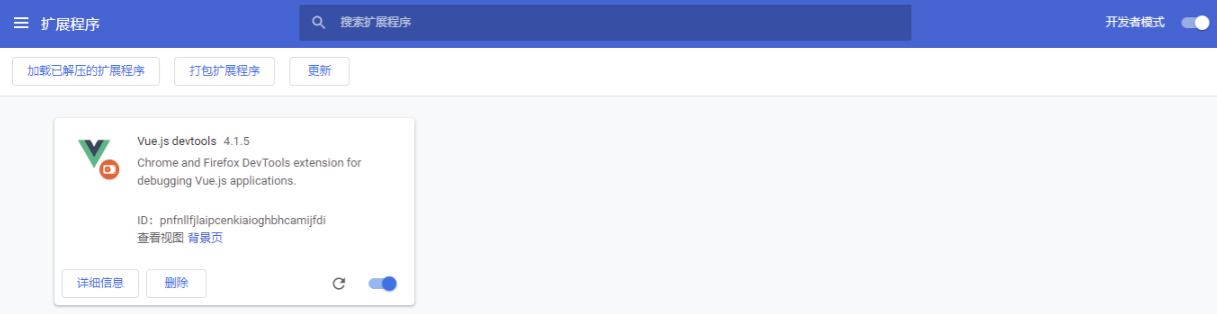 扩展程序
搜索扩展程序
开发者模式
加载已解压的扩展程序 打包扩展程序 更新
Vue.js devtools 4.1.5
Chrome and Firefox DevTools extension for
debugging Vue.js applications.
ID：pnfnllfjlaipcenkiaioghbhcamijfdi
查看视图 背景页
详细信息 删除